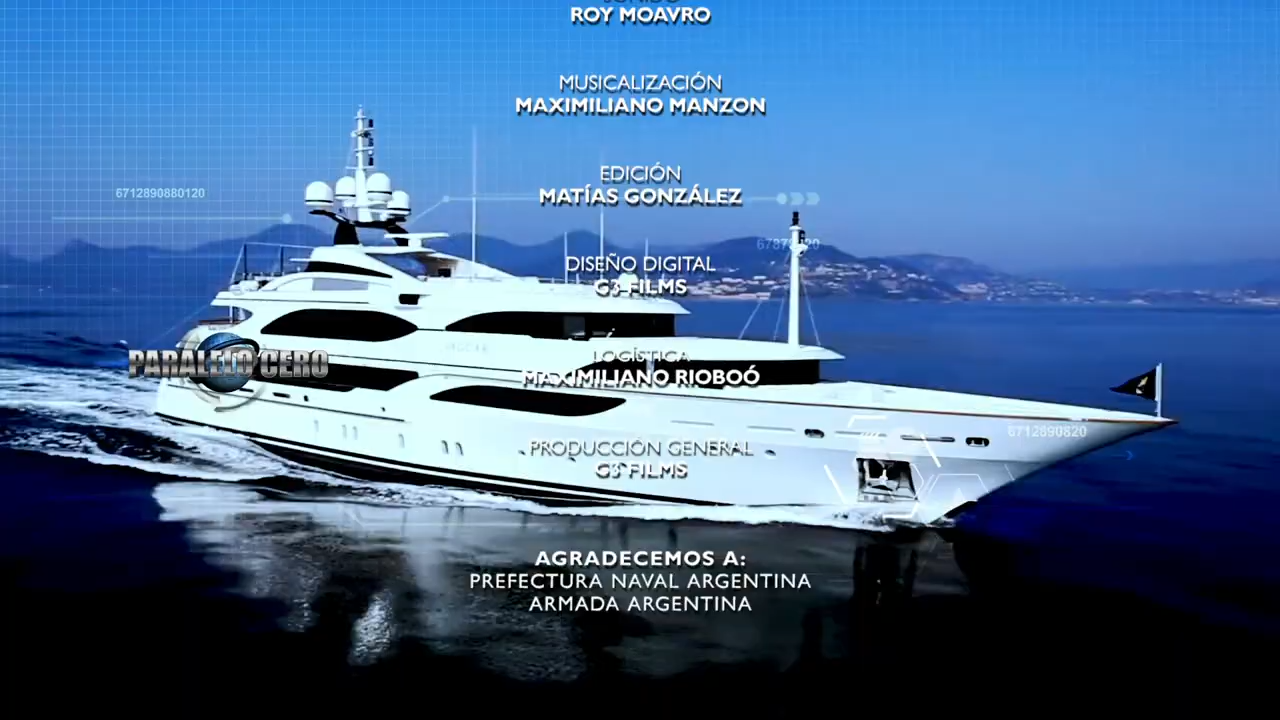 ROY MOAVRO
MUSICALIZACIÓN
MAXIMILIANO MANZON
6712890880120
EDICIÓN
MATÍAS GONZÁLEZ
DISEÑO DIGITAL
G3 FILMS
LOGÍSTICA
PARALELO CERO
MAXIMILIANO RIOBOÓ
6712890820
PRODUCCIÓN GENERAL
G3 FILMS
AGRADECEMOS A:
PREFECTURA NAVAL ARGENTINA
ARMADA ARGENTINA